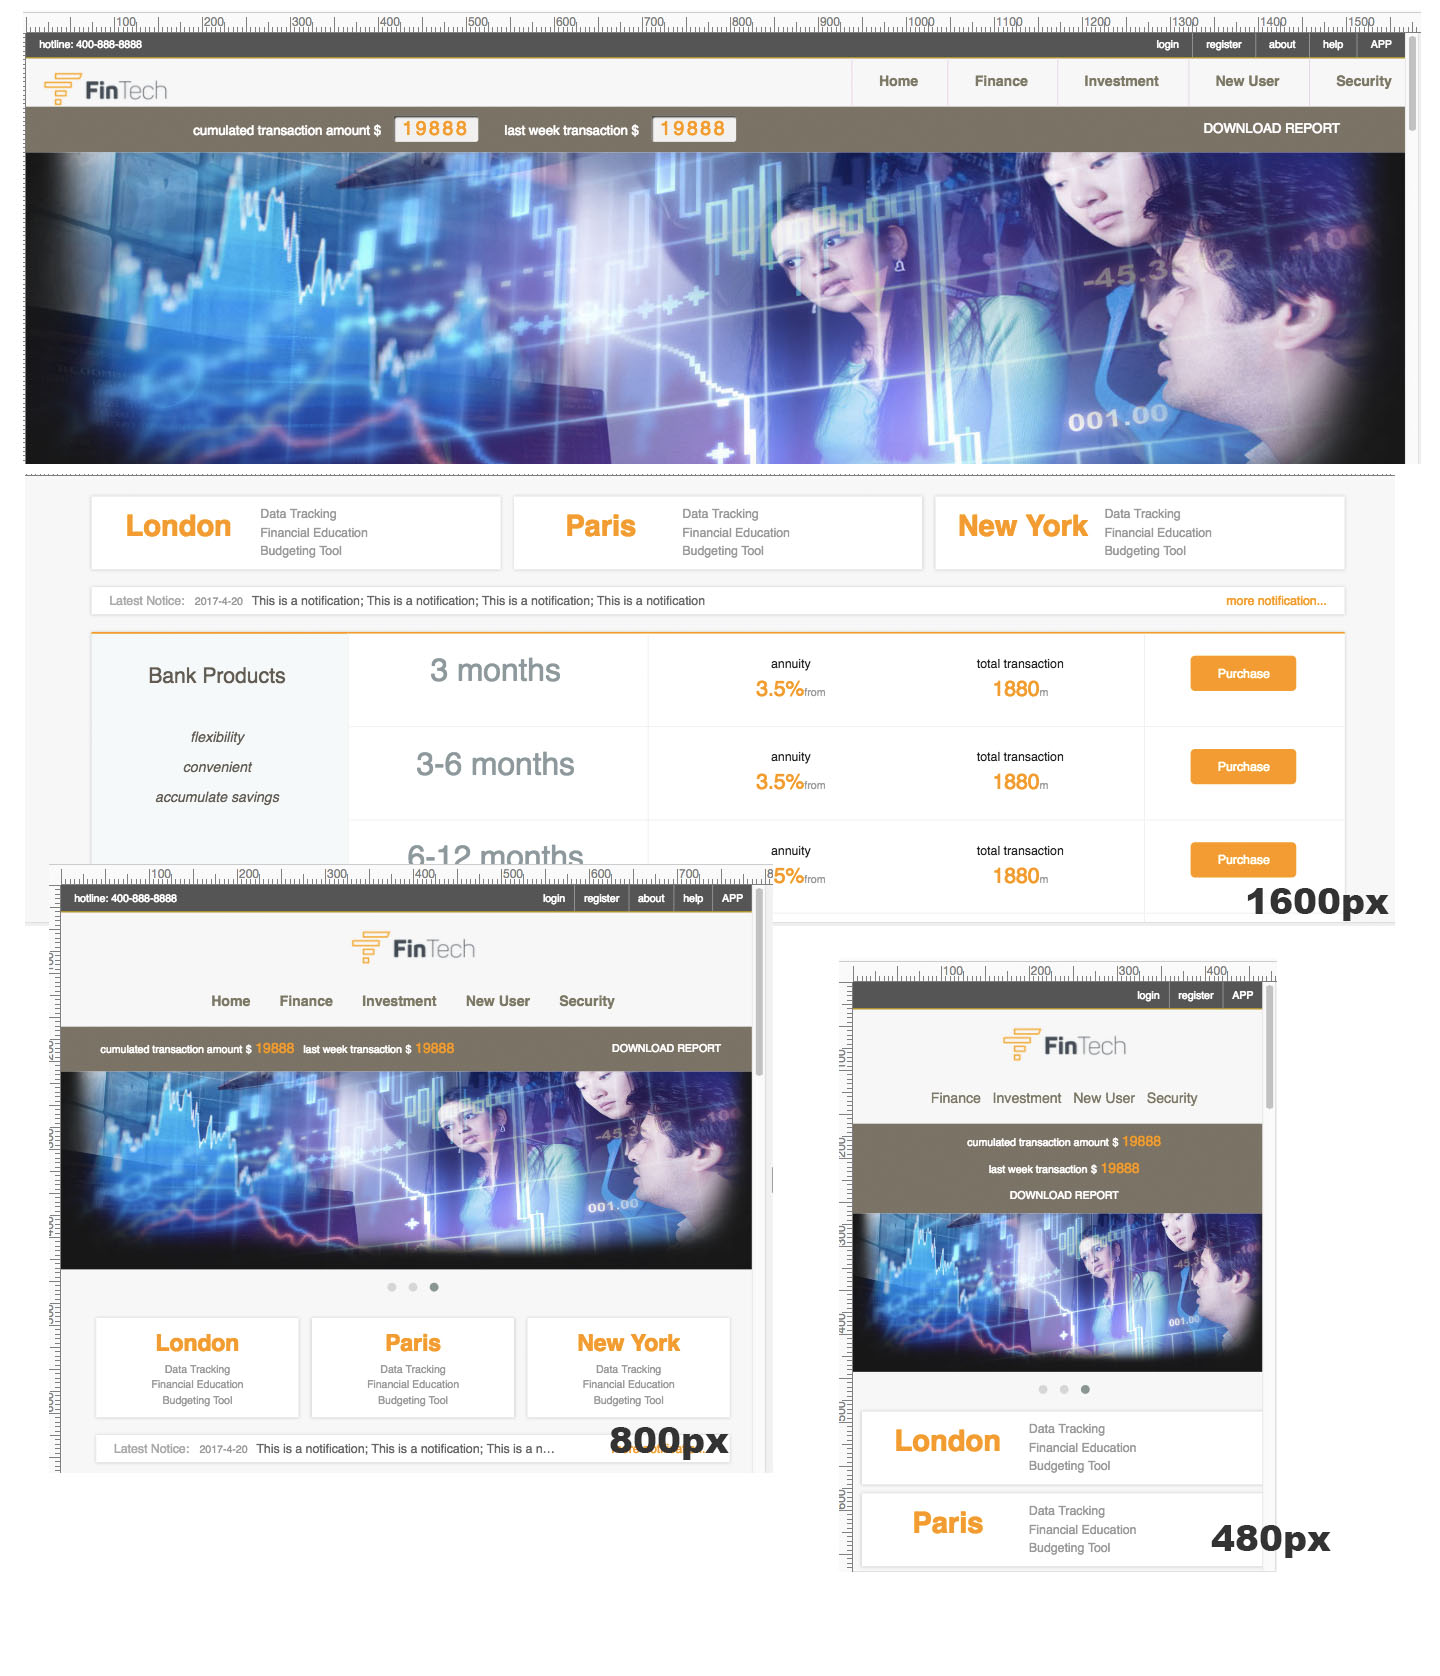 100 200 300 400 500 600 700 800 900 1000 1100 1200 1300 1400 1500
hotline: 400-888-8888 login register about help APP
FinTech Home Finance Investment New User Security
cumulated transaction amount $ 19888 last week transaction $ 19888 DOWNLOAD REPORT
-100
-45.3
001.00
London
Data Tracking
Financial Education
Budgeting Tool
Paris
Data Tracking
Financial Education
Budgeting Tool
New York
Data Tracking
Financial Education
Budgeting Tool
Latest Notice: 2017-4-20 This is a notification; This is a notification; This is a notification; This is a notification more notification...
Bank Products
flexibility
convenient
accumulate savings
3 months
annuity
3.5%from
total transaction
1880m
Purchase
3-6 months
annuity
3.5%from
total transaction
1880m
Purchase
6-12 months
annuity
5%from
total transaction
1880m
Purchase
1600px
100 200 300 400 500 600 700 8
hotline: 400-888-8888 login register about help APP
FinTech
Home Finance Investment New User Security
cumulated transaction amount $ 19888 last week transaction $ 19888 DOWNLOAD REPORT
001.00
London
Data Tracking
Financial Education
Budgeting Tool
Paris
Data Tracking
Financial Education
Budgeting Tool
New York
Data Tracking
Financial Education
Budgeting Tool
Latest Notice: 2017-4-20 This is a notification; This is a notification; This is a n...
800px
100 200 300 400
login register APP
FinTech
Finance Investment New User Security
cumulated transaction amount $ 19888
last week transaction $ 19888
DOWNLOAD REPORT
001.00
London
Data Tracking
Financial Education
Budgeting Tool
Paris
Data Tracking
Financial Education
Budgeting Tool
480px